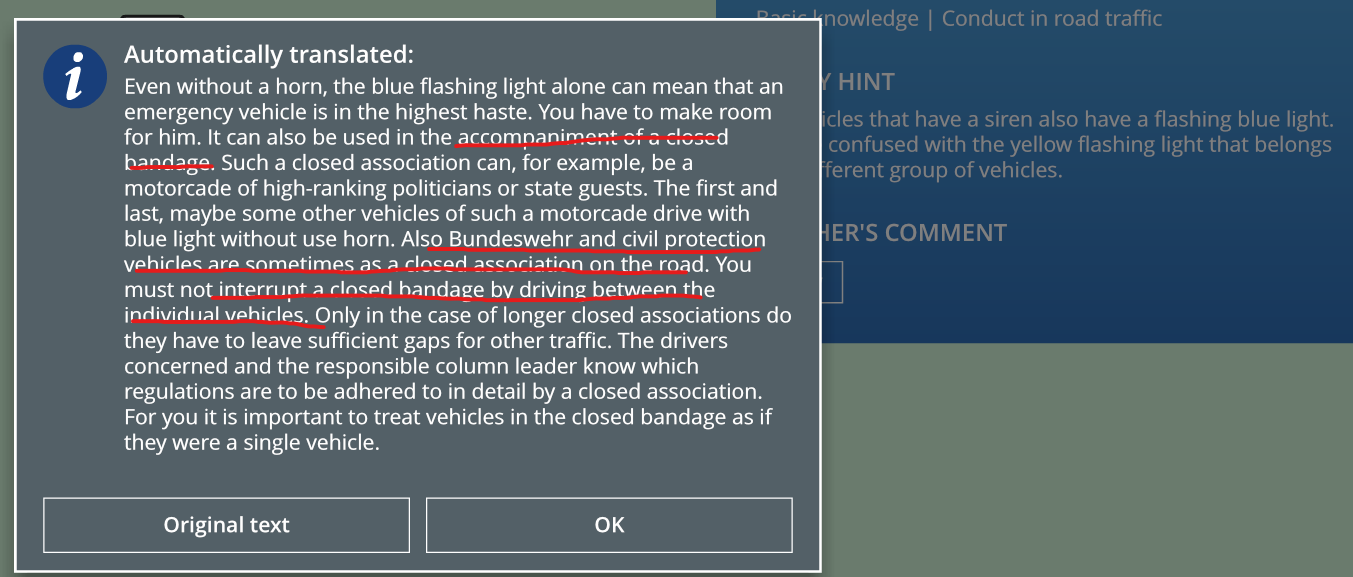 Basic knowledge | Conduct in road traffic
Automatically translated:
Even without a horn, the blue flashing light alone can mean that an
emergency vehicle is in the highest haste. You have to make room
for him. It can also be used in the accompaniment of a closed
bandage. Such a closed association can, for example, be a
motorcade of high-ranking politicians or state guests. The first and
last, maybe some other vehicles of such a motorcade drive with
blue light without use horn. Also Bundeswehr and civil protection
vehicles are sometimes as a closed association on the road. You
must not interrupt a closed bandage by driving between the
individual vehicles. Only in the case of longer closed associations do
they have to leave sufficient gaps for other traffic. The drivers
concerned and the responsible column leader know which
regulations are to be adhered to in detail by a closed association.
For you it is important to treat vehicles in the closed bandage as if
they were a single vehicle.
Original text
OK
Y HINT
icles that have a siren also have a flashing blue light.
confused with the yellow flashing light that belongs
fferent group of vehicles.
HER'S COMMENT